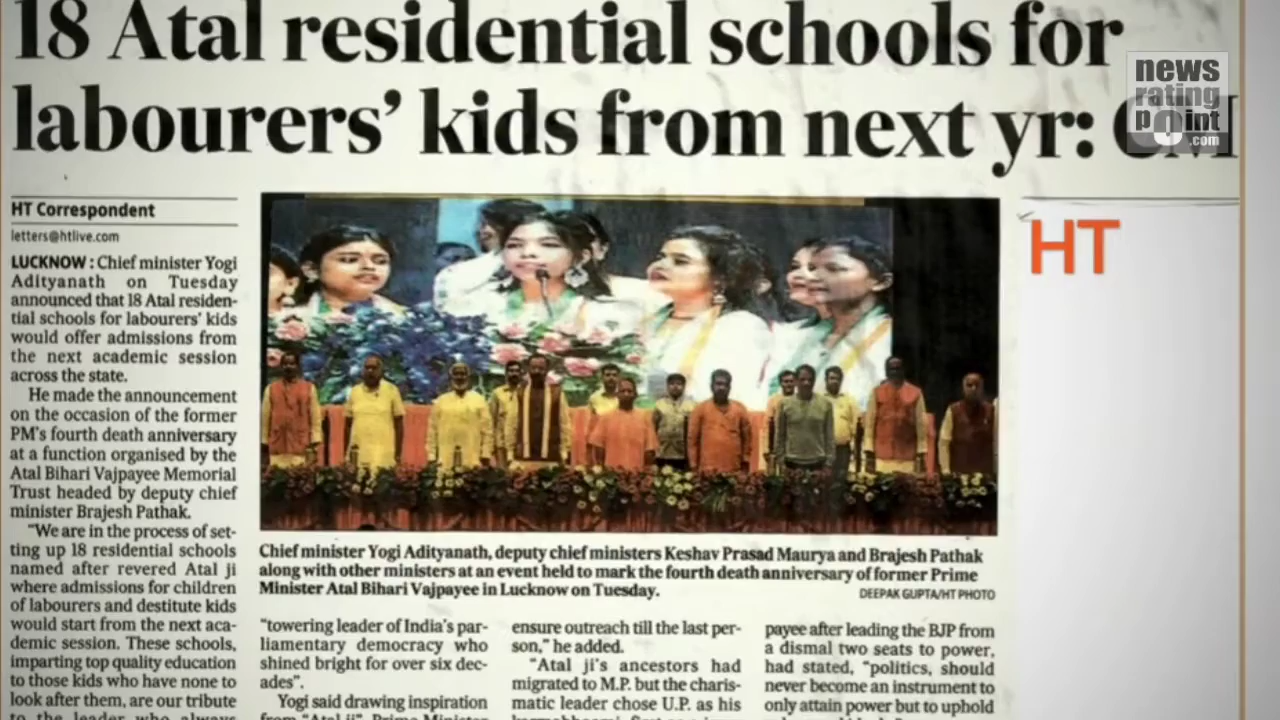 18 Atal residential schools for
labourers' kids from next yr: CM
news
rating
point
.com
HT
HT Correspondent
letters@htlive.com
LUCKNOW : Chief minister Yogi
Adityanath on Tuesday
announced that 18 Atal residen-
tial schools for labourers' kids
would offer admissions from
the next academic session
across the state.
He made the announcement
on the occasion of the former
PM's fourth death anniversary
at a function organised by the
Atal Bihari Vajpayee Memorial
Trust headed by deputy chief
minister Brajesh Pathak.
"We are in the process of set-
ting up 18 residential schools
named after revered Atal ji
where admissions for children
of labourers and destitute kids
would start from the next aca-
demic session. These schools,
imparting top quality education
to those kids who have none to
look after them, are our tribute
to the leader who always
Chief minister Yogi Adityanath, deputy chief ministers Keshav Prasad Maurya and Brajesh Pathak
along with other ministers at an event held to mark the fourth death anniversary of former Prime
Minister Atal Bihari Vajpayee in Lucknow on Tuesday.
DEEPAK GUPTA/HT PHOTO
"towering leader of India's par-
liamentary democracy who
shined bright for over six dec-
ades".
Yogi said drawing inspiration
from "Atal ji", Prime Minister
ensure outreach till the last per-
son," he added.
"Atal ji's ancestors had
migrated to M.P. but the charis-
matic leader chose U.P. as his
payee after leading the BJP from
a dismal two seats to power,
had stated, "politics, should
never become an instrument to
only attain power but to uphold